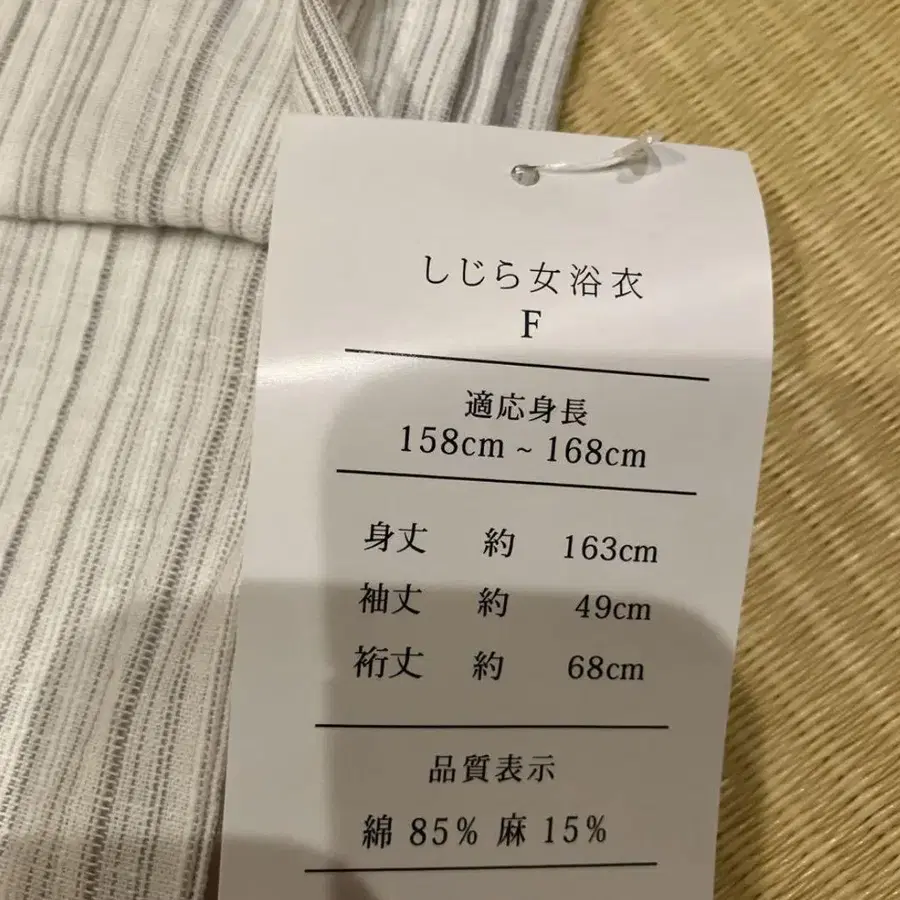 しじら女浴衣
F
適応身長
158cm ~ 168cm
身丈 約 163cm
袖丈 約 49cm
裄丈 約 68cm
品質表示
綿 85% 麻 15%